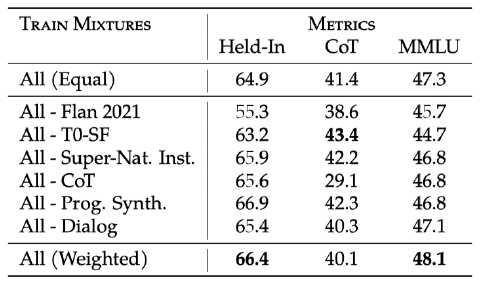 TRAIN MIXTURES METRICS
Held-In CoT MMLU
All (Equal) 64.9 41.4 47.3
All - Flan 2021 55.3 38.6 45.7
All - T0-SF 63.2 43.4 44.7
All - Super-Nat. Inst. 65.9 42.2 46.8
All - CoT 65.6 29.1 46.8
All - Prog. Synth. 66.9 42.3 46.8
All - Dialog 65.4 40.3 47.1
All (Weighted) 66.4 40.1 48.1